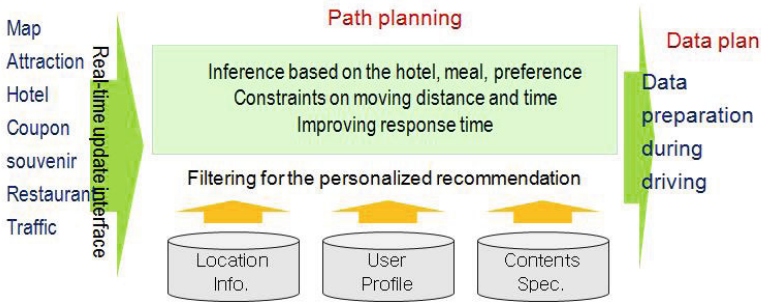 Map
Attraction
Hotel
Coupon
souvenir
Restaurant
Traffic
Real-time update interface
Path planning
Inference based on the hotel, meal, preference
Constraints on moving distance and time
Improving response time
Filtering for the personalized recommendation
Location
Info.
User
Profile
Contents
Spec.
Data plan
Data
preparation
during
driving